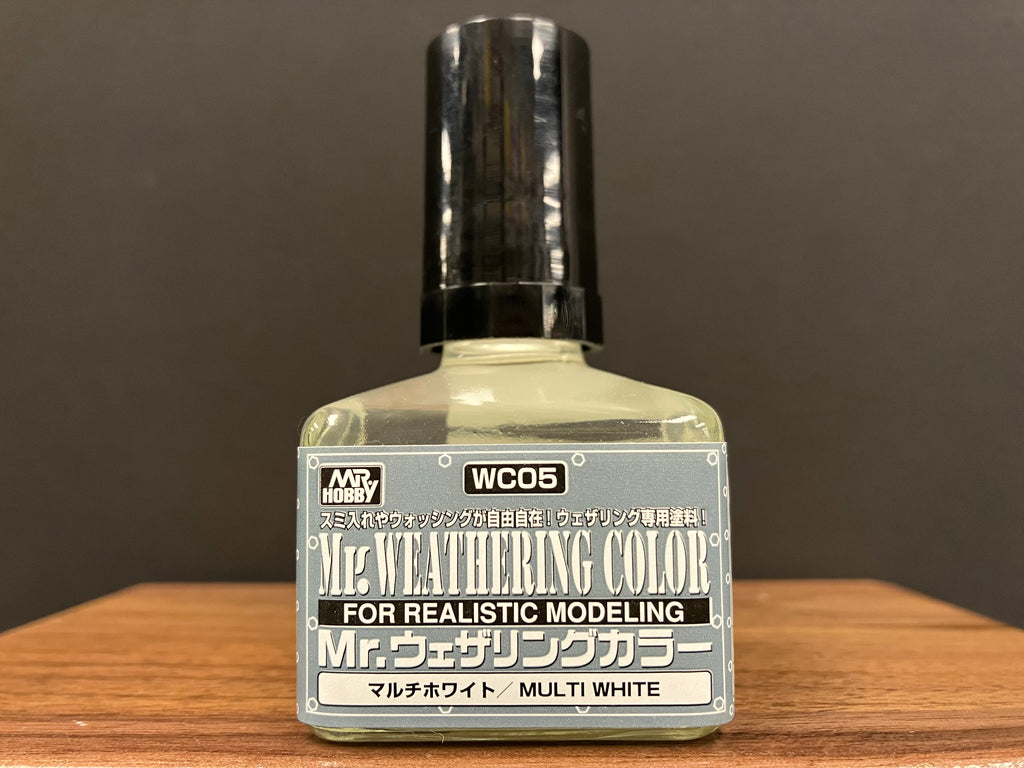 MR. HOBBY
WC05
スミ入れやウォッシングが自由自在！ウェザリング専用塗料！
Mr. WEATHERING COLOR
FOR REALISTIC MODELING
Mr.ウェザリングカラー
マルチホワイト／MULTI WHITE